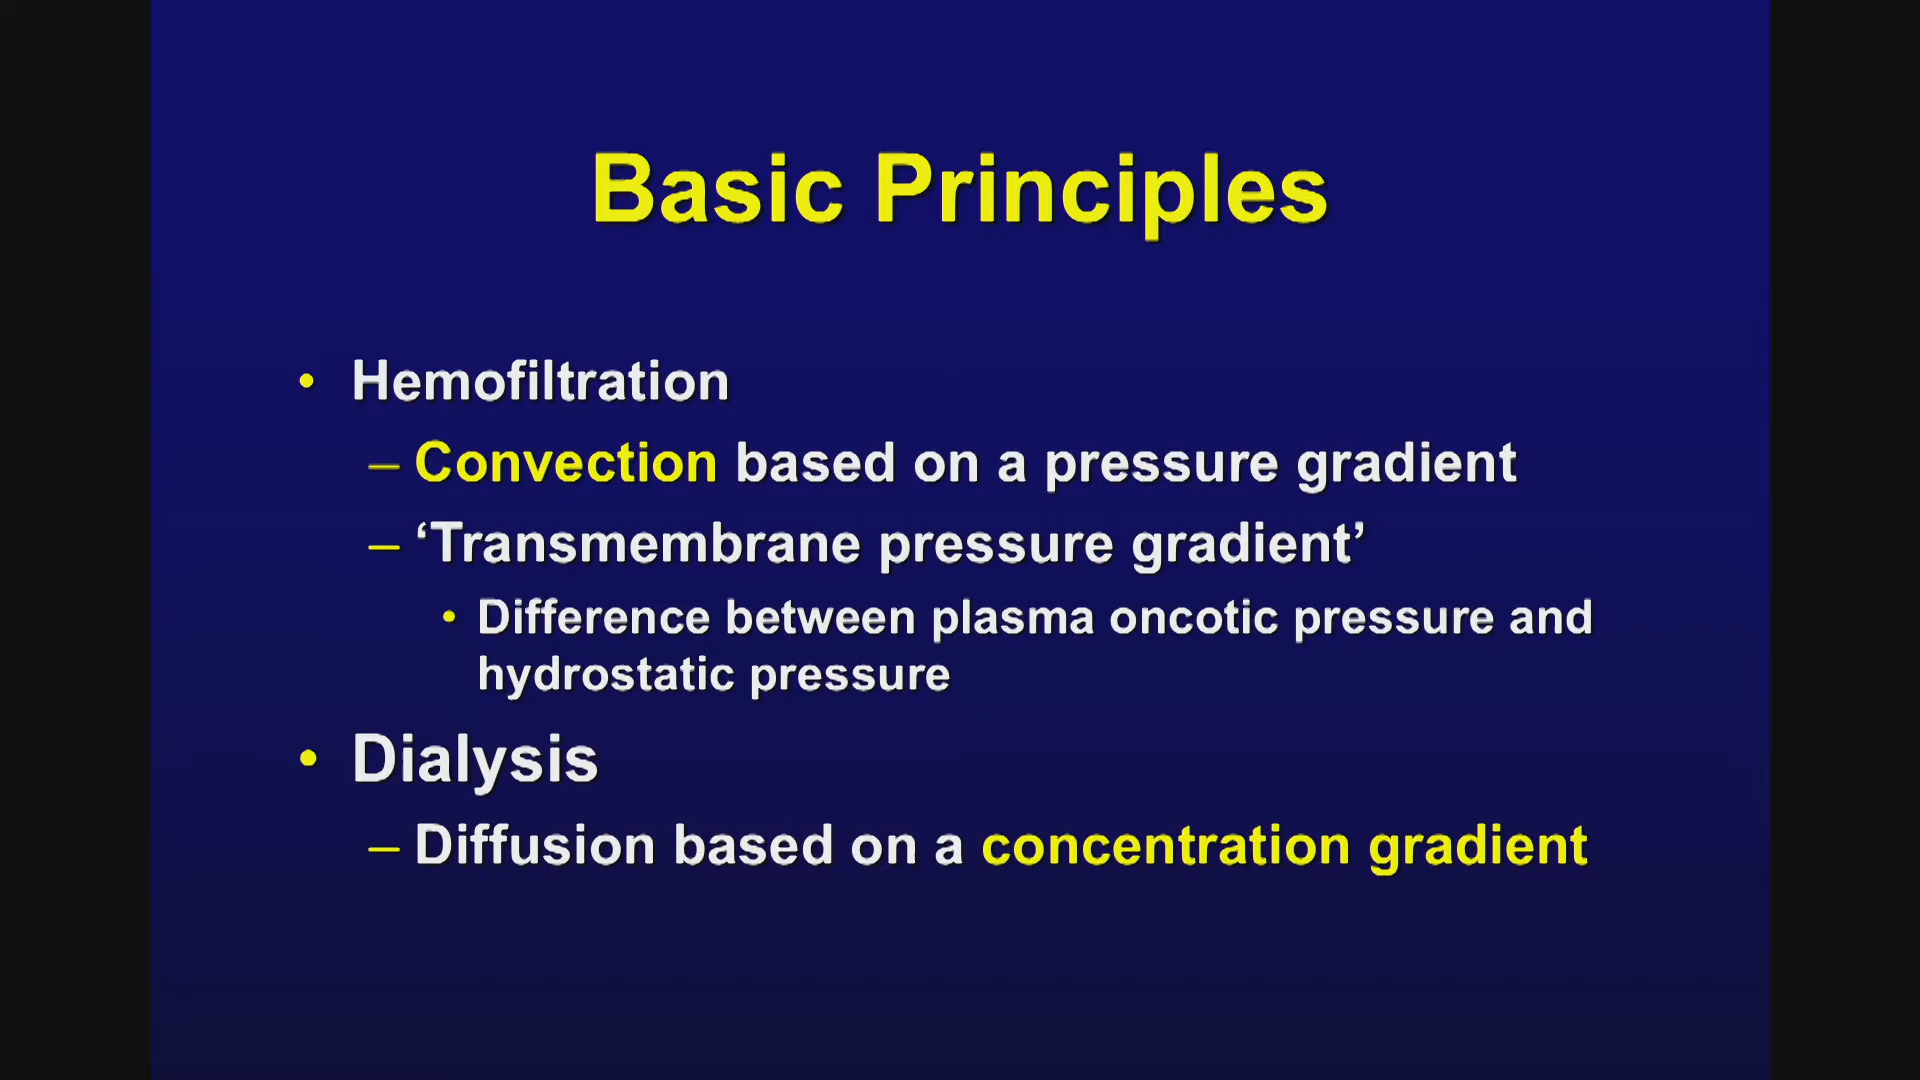 Basic Principles
• Hemofiltration
– Convection based on a pressure gradient
– ‘Transmembrane pressure gradient’
• Difference between plasma oncotic pressure and
hydrostatic pressure
• Dialysis
– Diffusion based on a concentration gradient